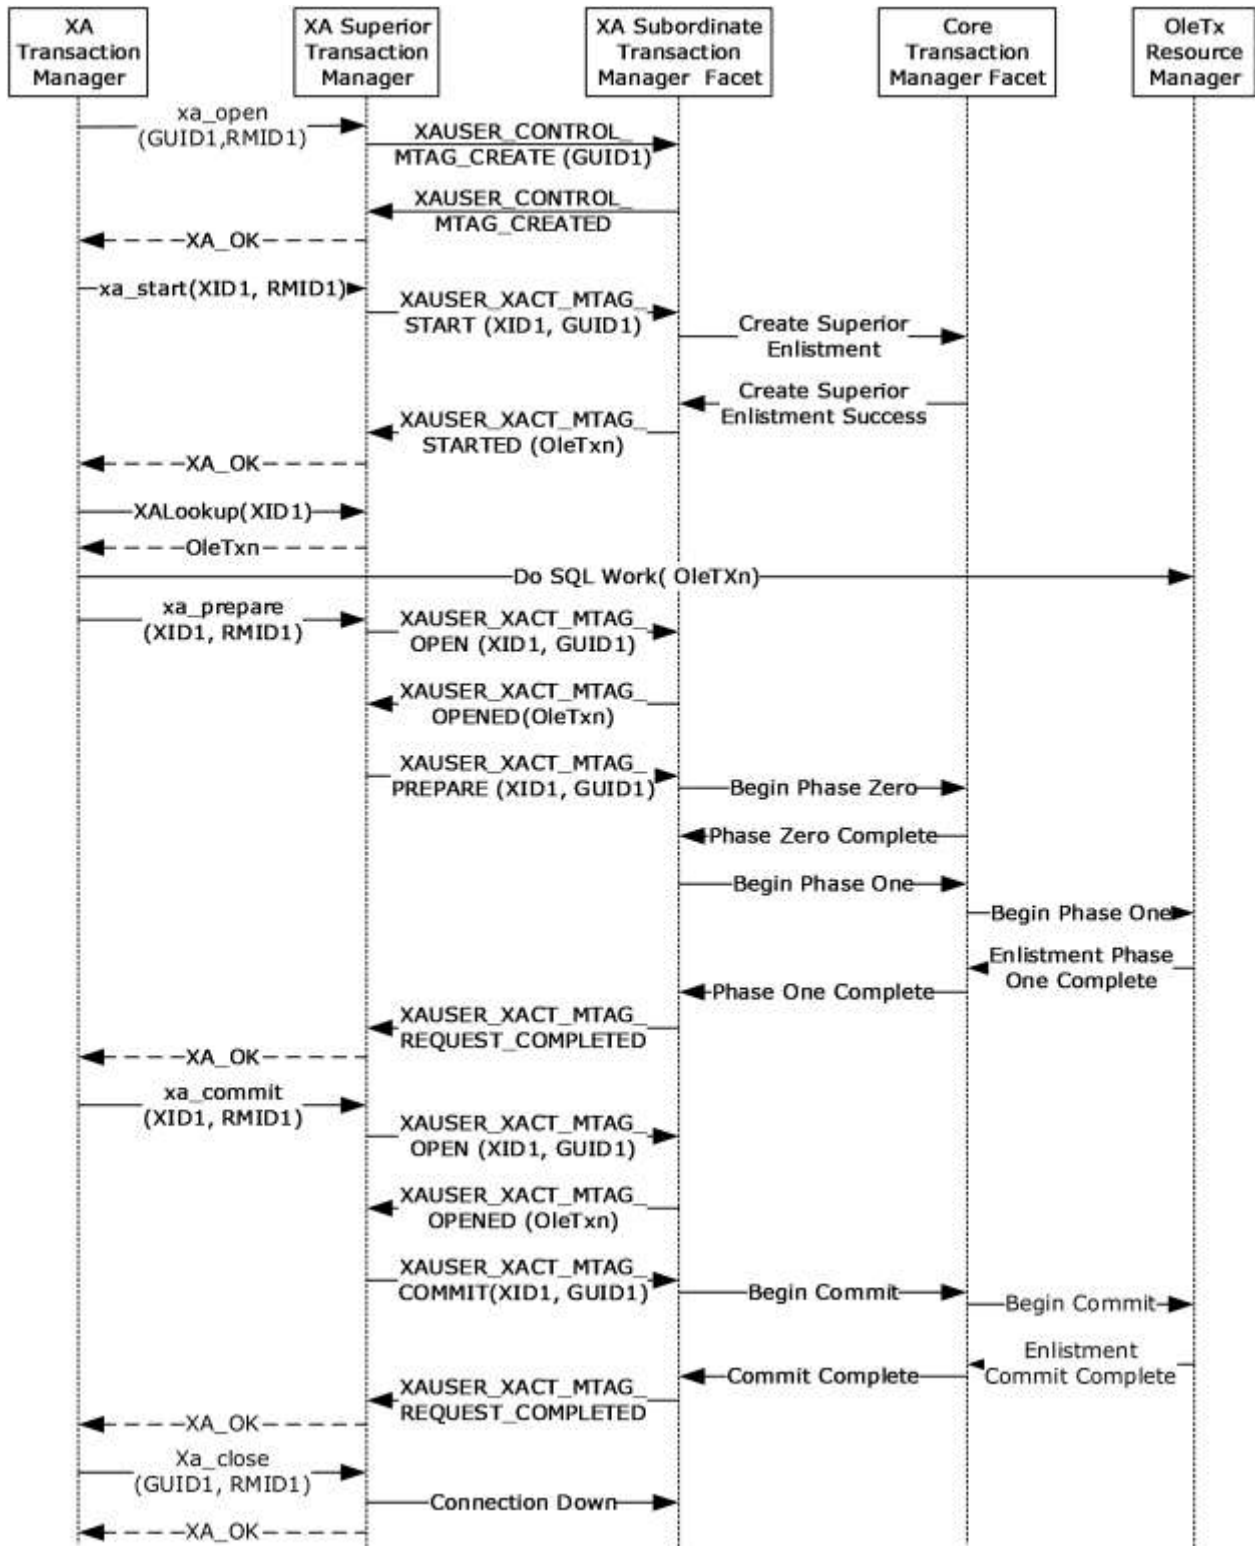 XA
Transaction
Manager
XA Superior
Transaction
Manager
XA Subordinate
Transaction
Manager Facet
Core
Transaction
Manager Facet
OleTx
Resource
Manager
xa_open
(GUID1,RMID1)
XAUSER_CONTROL_
MTAG_CREATE (GUID1)
XAUSER_CONTROL_
MTAG_CREATED
XA_OK
xa_start(XID1, RMID1)
XAUSER_XACT_MTAG_
START (XID1, GUID1)
Create Superior
Enlistment
Create Superior
Enlistment Success
XAUSER_XACT_MTAG_
STARTED (OleTxn)
XA_OK
XALookup(XID1)
OleTxn
Do SQL Work( OleTXn)
xa_prepare
(XID1, RMID1)
XAUSER_XACT_MTAG_
OPEN (XID1, GUID1)
XAUSER_XACT_MTAG_
OPENED(OleTxn)
XAUSER_XACT_MTAG_
PREPARE (XID1, GUID1)
Begin Phase Zero
Phase Zero Complete
Begin Phase One
Begin Phase One
Enlistment Phase
One Complete
Phase One Complete
XAUSER_XACT_MTAG_
REQUEST_COMPLETED
XA_OK
xa_commit
(XID1, RMID1)
XAUSER_XACT_MTAG_
OPEN (XID1, GUID1)
XAUSER_XACT_MTAG_
OPENED (OleTxn)
XAUSER_XACT_MTAG_
COMMIT(XID1, GUID1)
Begin Commit
Begin Commit
Enlistment
Commit Complete
Commit Complete
XAUSER_XACT_MTAG_
REQUEST_COMPLETED
XA_OK
Xa_close
(GUID1, RMID1)
Connection Down
XA_OK